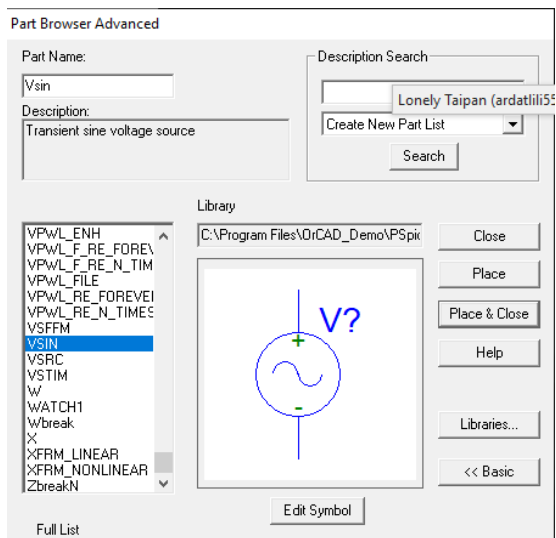 Part Browser Advanced
Part Name:
Vsin
Description:
Transient sine voltage source
Description Search
Lonely Taipan (ardatlili55
Create New Part List
Search
Library
C:\Program Files\OrCAD_Demo\PSpic
VPWL_ENH
VPWL_F_RE_FOREV
VPWL_F_RE_N_TIM
VPWL_FILE
VPWL_RE_FOREVEI
VPWL_RE_N_TIMES
VSFFM
VSIN
VSRC
VSTIM
W
WATCH1
Wbreak
X
XFRM_LINEAR
XFRM_NONLINEAR
ZbreakN
Full List
V?
+
-
Edit Symbol
Close
Place
Place & Close
Help
Libraries...
<< Basic